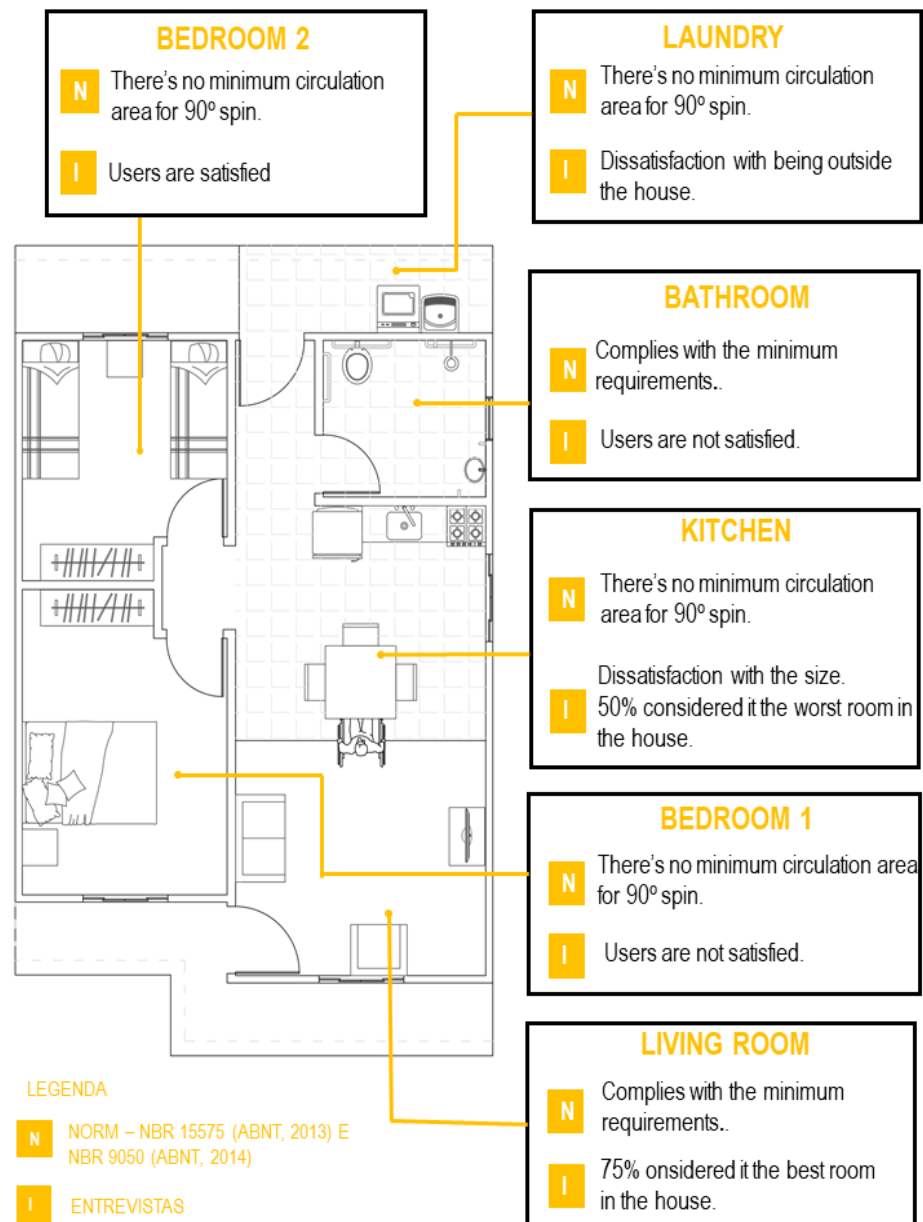 BEDROOM 2
N There's no minimum circulation
area for 90º spin.
I Users are satisfied
LAUNDRY
N There's no minimum circulation
area for 90º spin.
I Dissatisfaction with being outside
the house.
BATHROOM
N Complies with the minimum
requirements..
I Users are not satisfied.
KITCHEN
N There's no minimum circulation
area for 90º spin.
I Dissatisfaction with the size.
50% considered it the worst room in
the house.
BEDROOM 1
N There's no minimum circulation area
for 90º spin.
I Users are not satisfied.
LIVING ROOM
N Complies with the minimum
requirements..
I 75% onsidered it the best room
in the house.
LEGENDA
N NORM – NBR 15575 (ABNT, 2013) E
NBR 9050 (ABNT, 2014)
I ENTREVISTAS